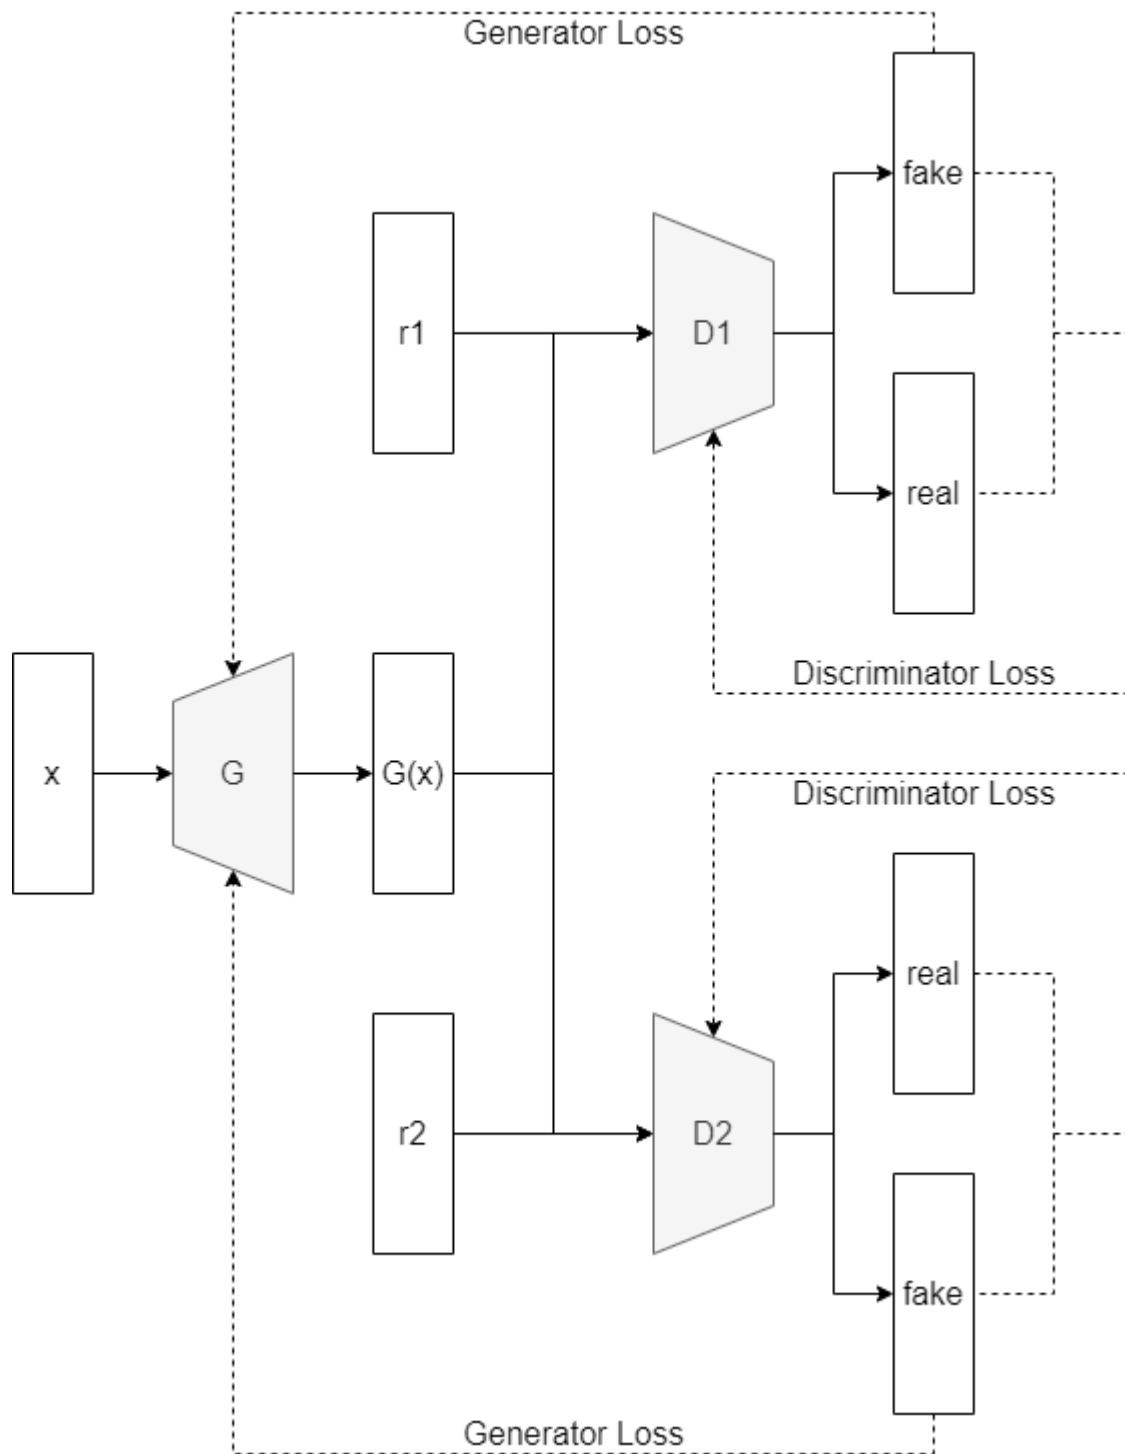 Generator Loss
fake
r1
D1
real
Discriminator Loss
x
G
G(x)
Discriminator Loss
real
r2
D2
fake
Generator Loss